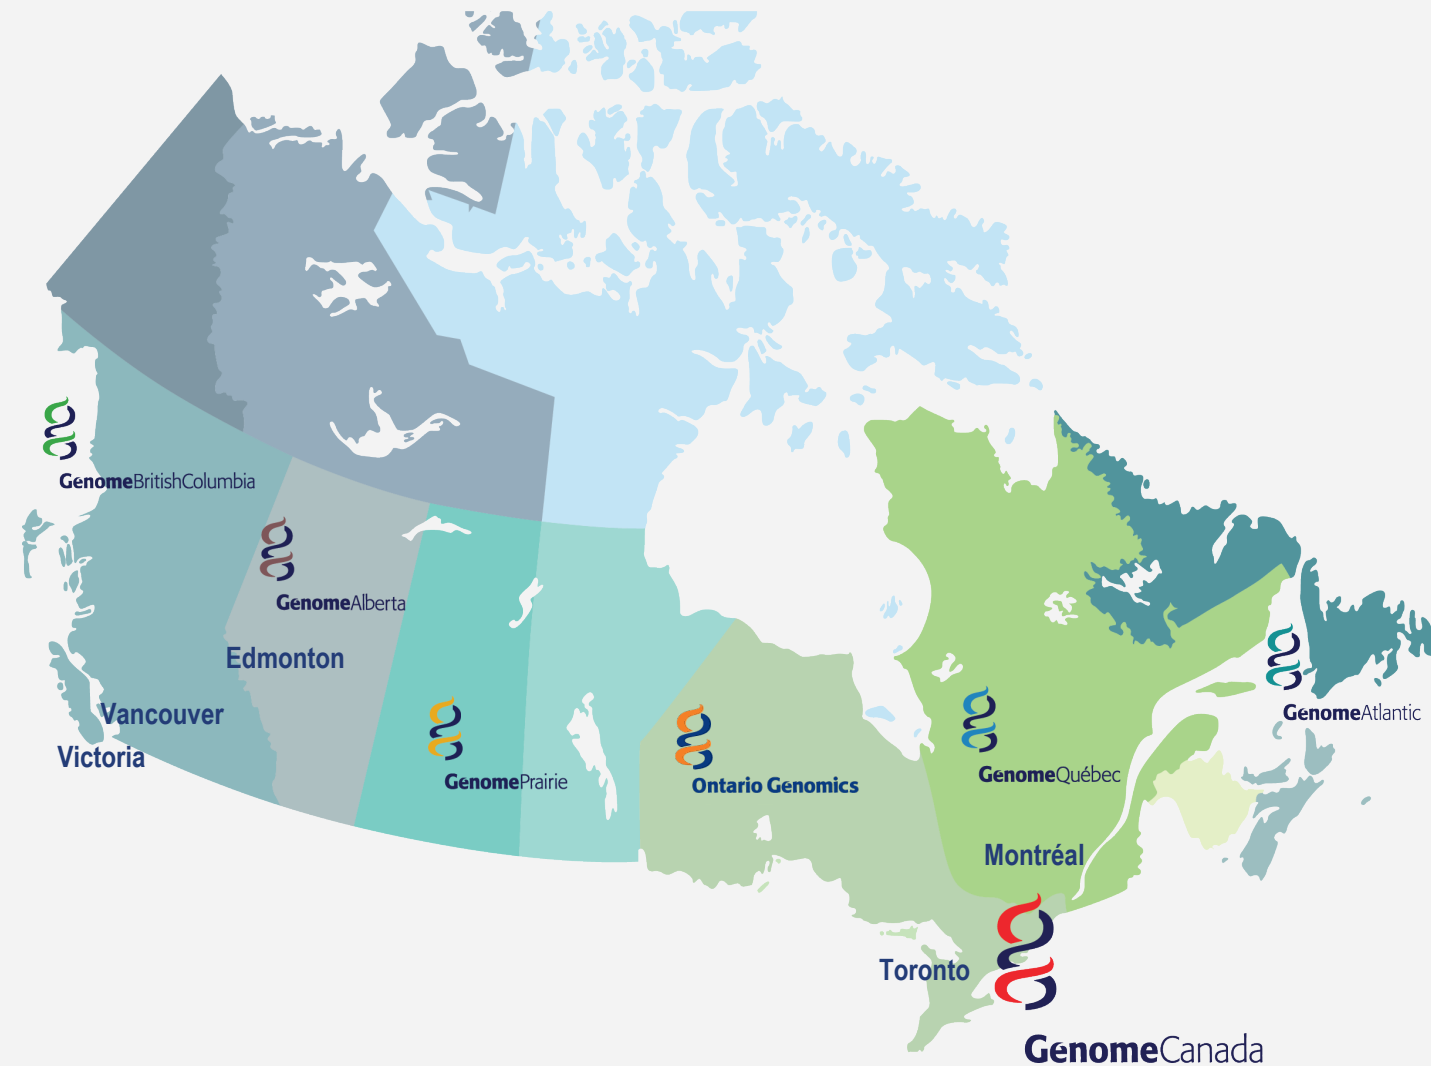 GenomeBritishColumbia
GenomeAlberta
Edmonton
Vancouver
Victoria
GenomePrairie
Ontario Genomics
GenomeQuébec
GenomeAtlantic
Montréal
Toronto
GenomeCanada